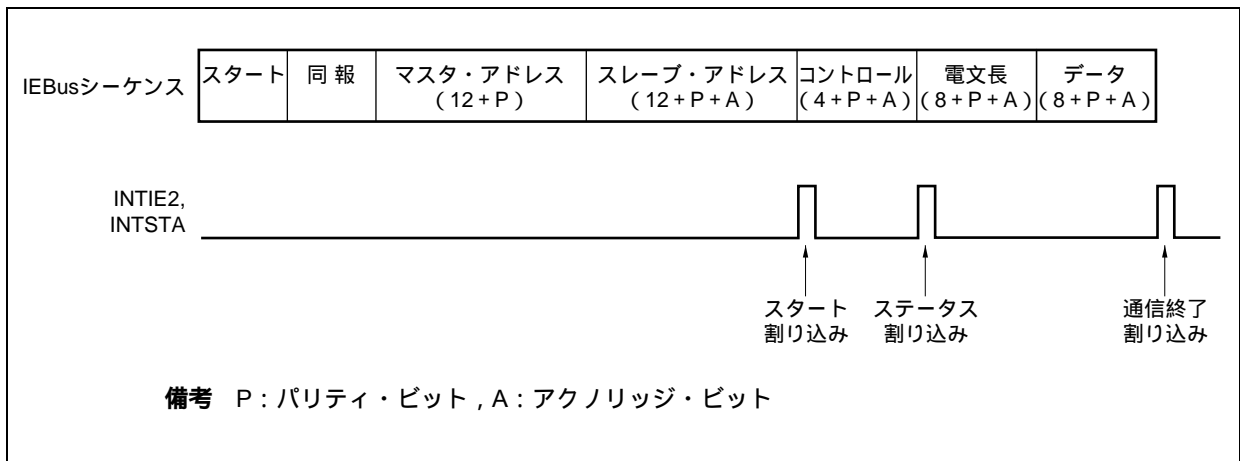 IEBusシーケンス
スタート
同 報
マスタ・アドレス
(12+P)
スレーブ・アドレス
(12+P+A)
コントロール
(4+P+A)
電文長
(8+P+A)
データ
(8+P+A)
INTIE2,
INTSTA
スタート
割り込み
ステータス
割り込み
通信終了
割り込み
備考 P:パリティ・ビット,A:アクノリッジ・ビット